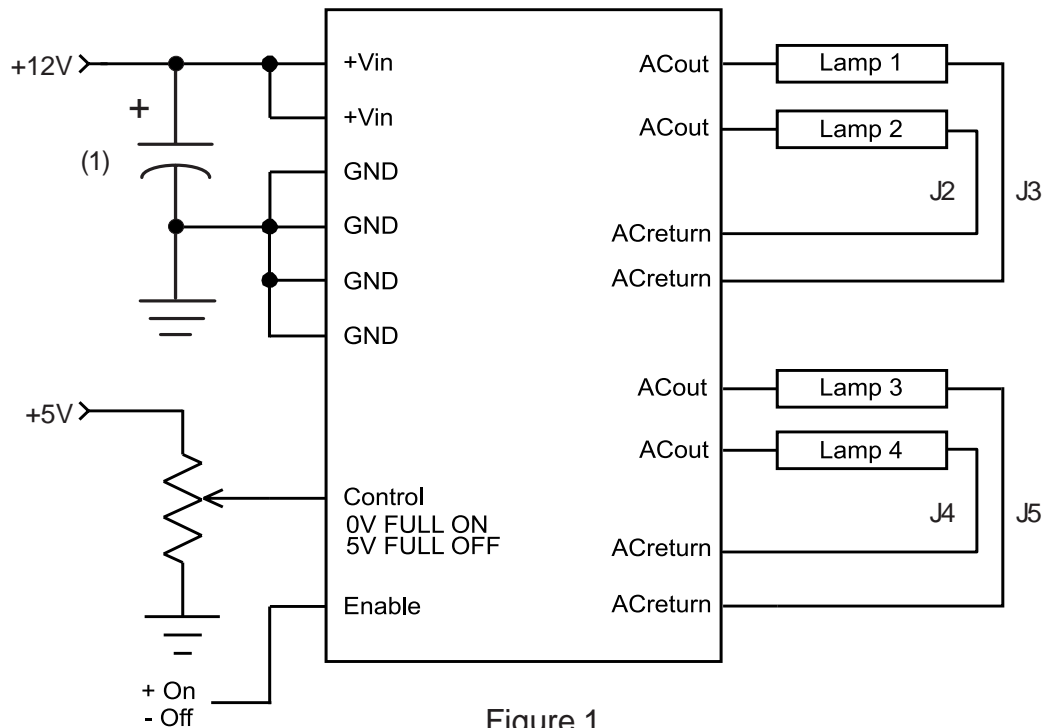 +12V
+
(1)
+Vin
+Vin
GND
GND
GND
GND
+5V
Control
0V FULL ON
5V FULL OFF
Enable
+ On
- Off
ACout
Lamp 1
ACout
Lamp 2
J2
J3
ACreturn
ACreturn
ACout
Lamp 3
ACout
Lamp 4
J4
J5
ACreturn
ACreturn
Figure 1